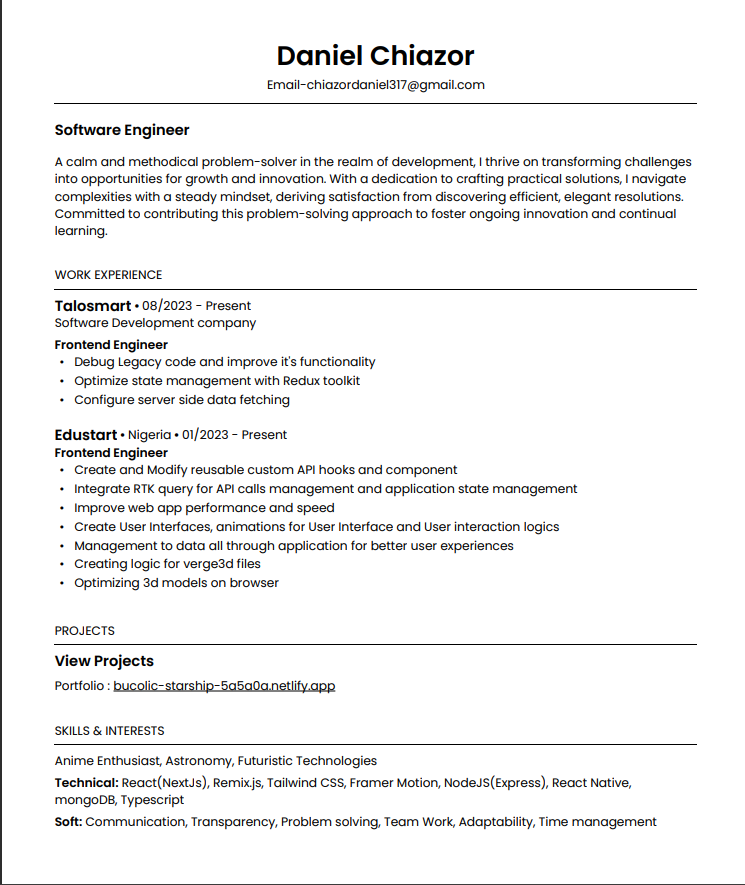 Daniel Chiazor
Email-chiazordaniel317@gmail.com
Software Engineer
A calm and methodical problem-solver in the realm of development, I thrive on transforming challenges
into opportunities for growth and innovation. With a dedication to crafting practical solutions, I navigate
complexities with a steady mindset, deriving satisfaction from discovering efficient, elegant resolutions.
Committed to contributing this problem-solving approach to foster ongoing innovation and continual
learning.
WORK EXPERIENCE
Talosmart • 08/2023 - Present
Software Development company
Frontend Engineer
• Debug Legacy code and improve it's functionality
• Optimize state management with Redux toolkit
• Configure server side data fetching
Edustart • Nigeria • 01/2023 - Present
Frontend Engineer
• Create and Modify reusable custom API hooks and component
• Integrate RTK query for API calls management and application state management
• Improve web app performance and speed
• Create User Interfaces, animations for User Interface and User interaction logics
• Management to data all through application for better user experiences
• Creating logic for verge3d files
• Optimizing 3d models on browser
PROJECTS
View Projects
Portfolio : bucolic-starship-5a5a0a.netlify.app
SKILLS & INTERESTS
Anime Enthusiast, Astronomy, Futuristic Technologies
Technical: React(NextJs), Remix.js, Tailwind CSS, Framer Motion, NodeJS(Express), React Native,
mongoDB, Typescript
Soft: Communication, Transparency, Problem solving, Team Work, Adaptability, Time management